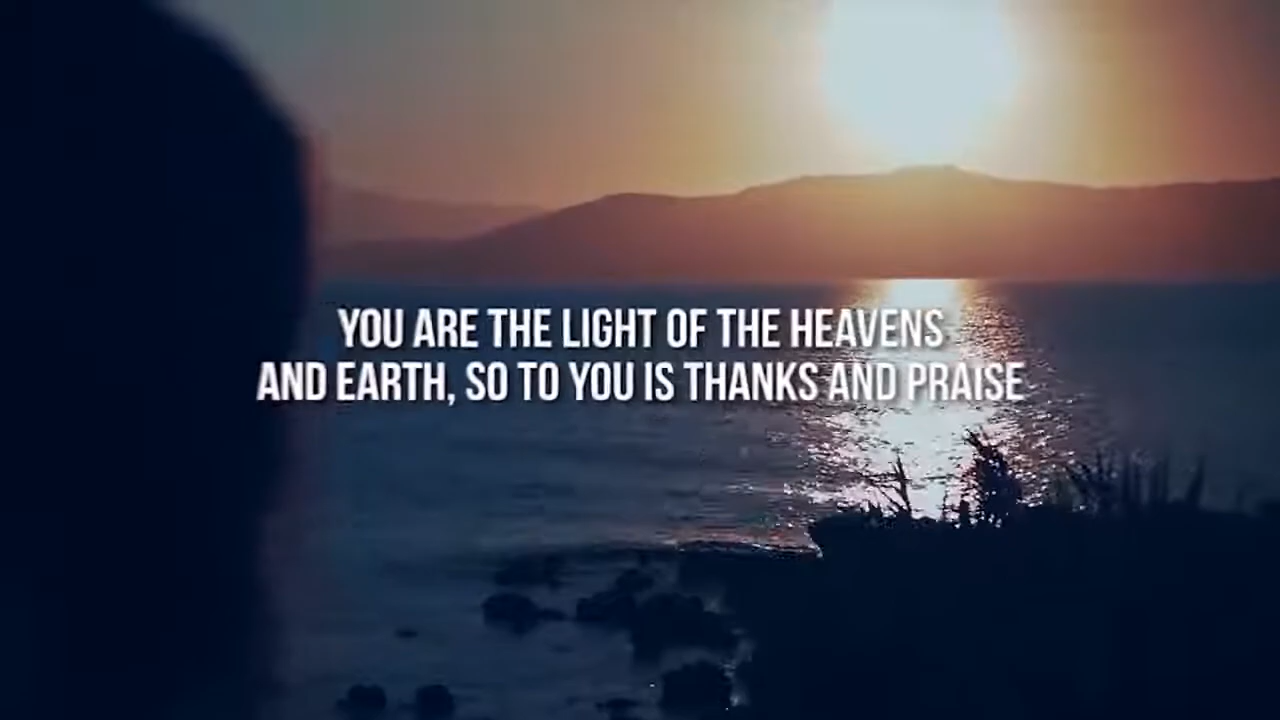 YOU ARE THE LIGHT OF THE HEAVENS
AND EARTH, SO TO YOU IS THANKS AND PRAISE